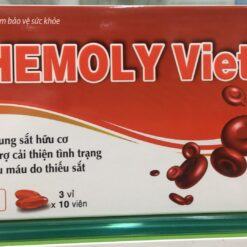 m bảo vệ sức khỏe
HEMOLY Viet
ung sắt hữu cơ
rợ cải thiện tình trạng
u máu do thiếu sắt
3 vỉ
x 10 viên